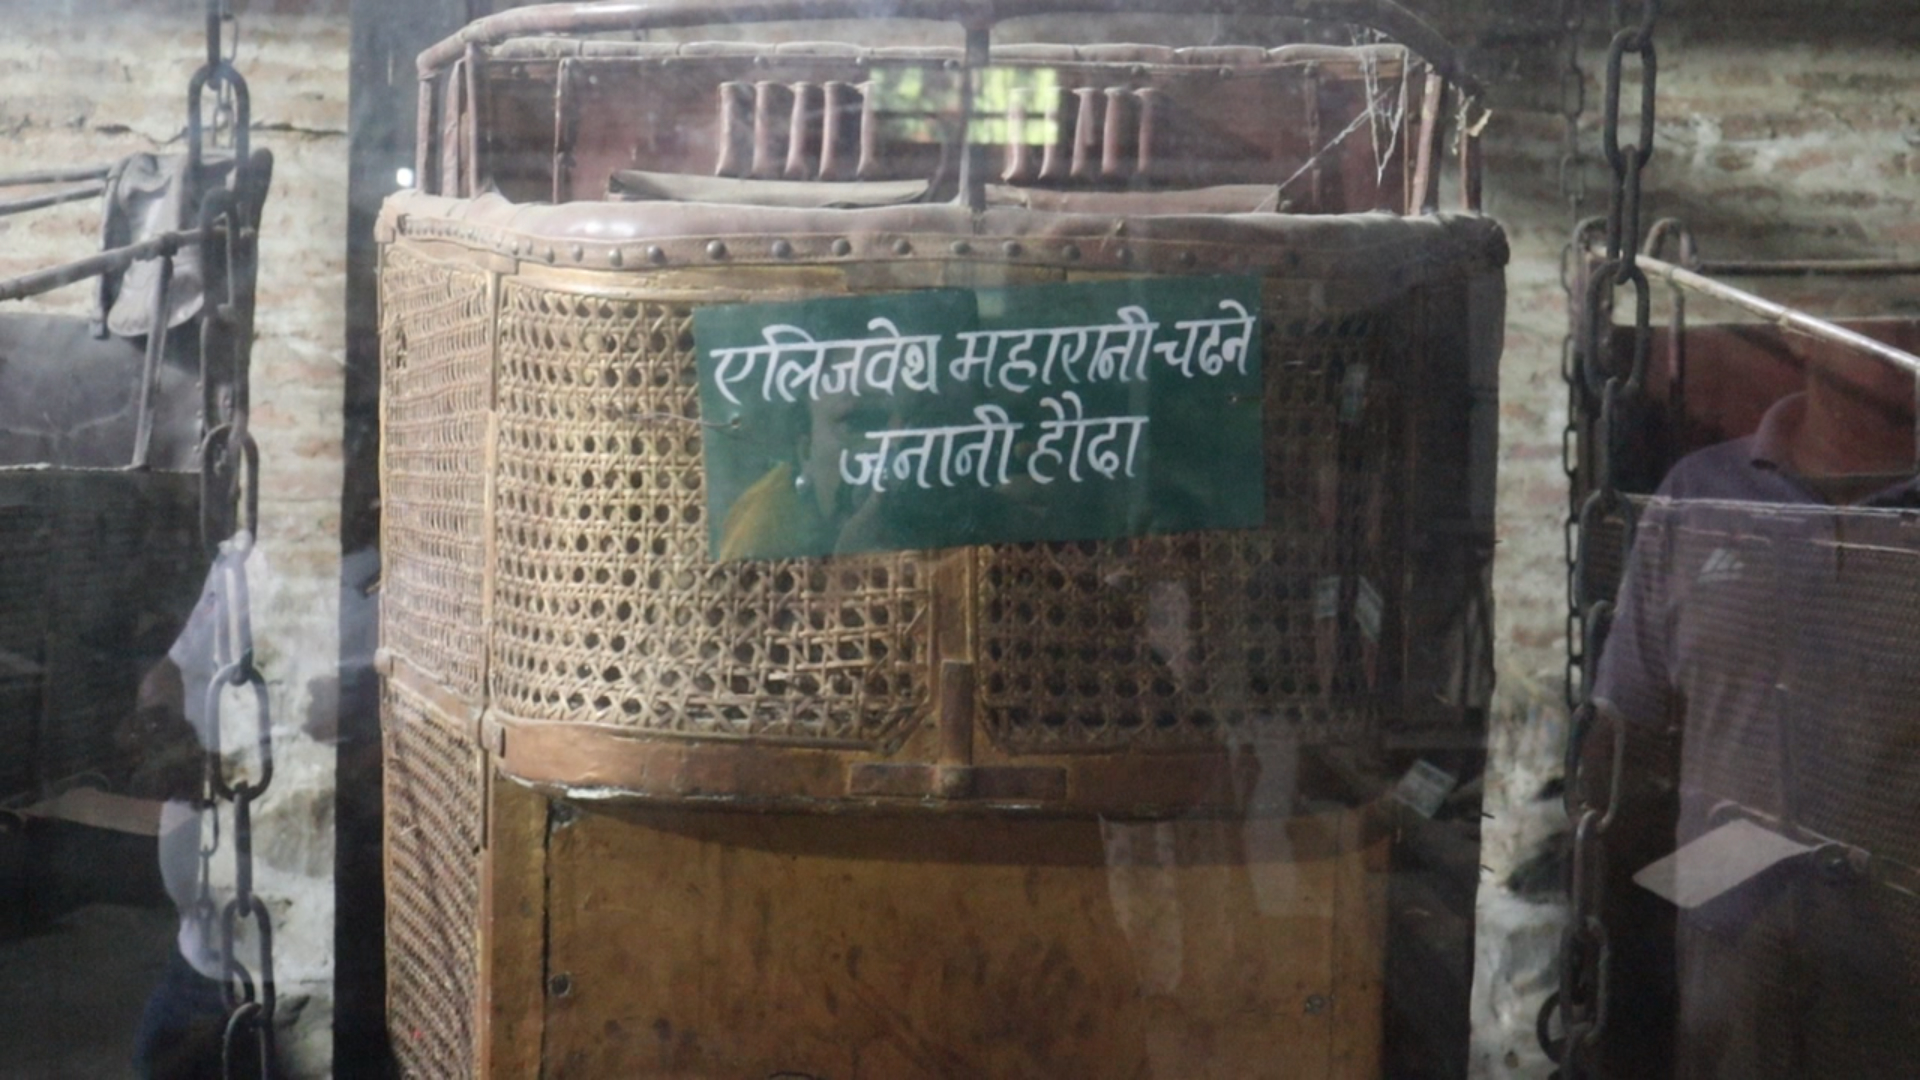 एलिजवेथ महारानी चढने
जनानी हौदा